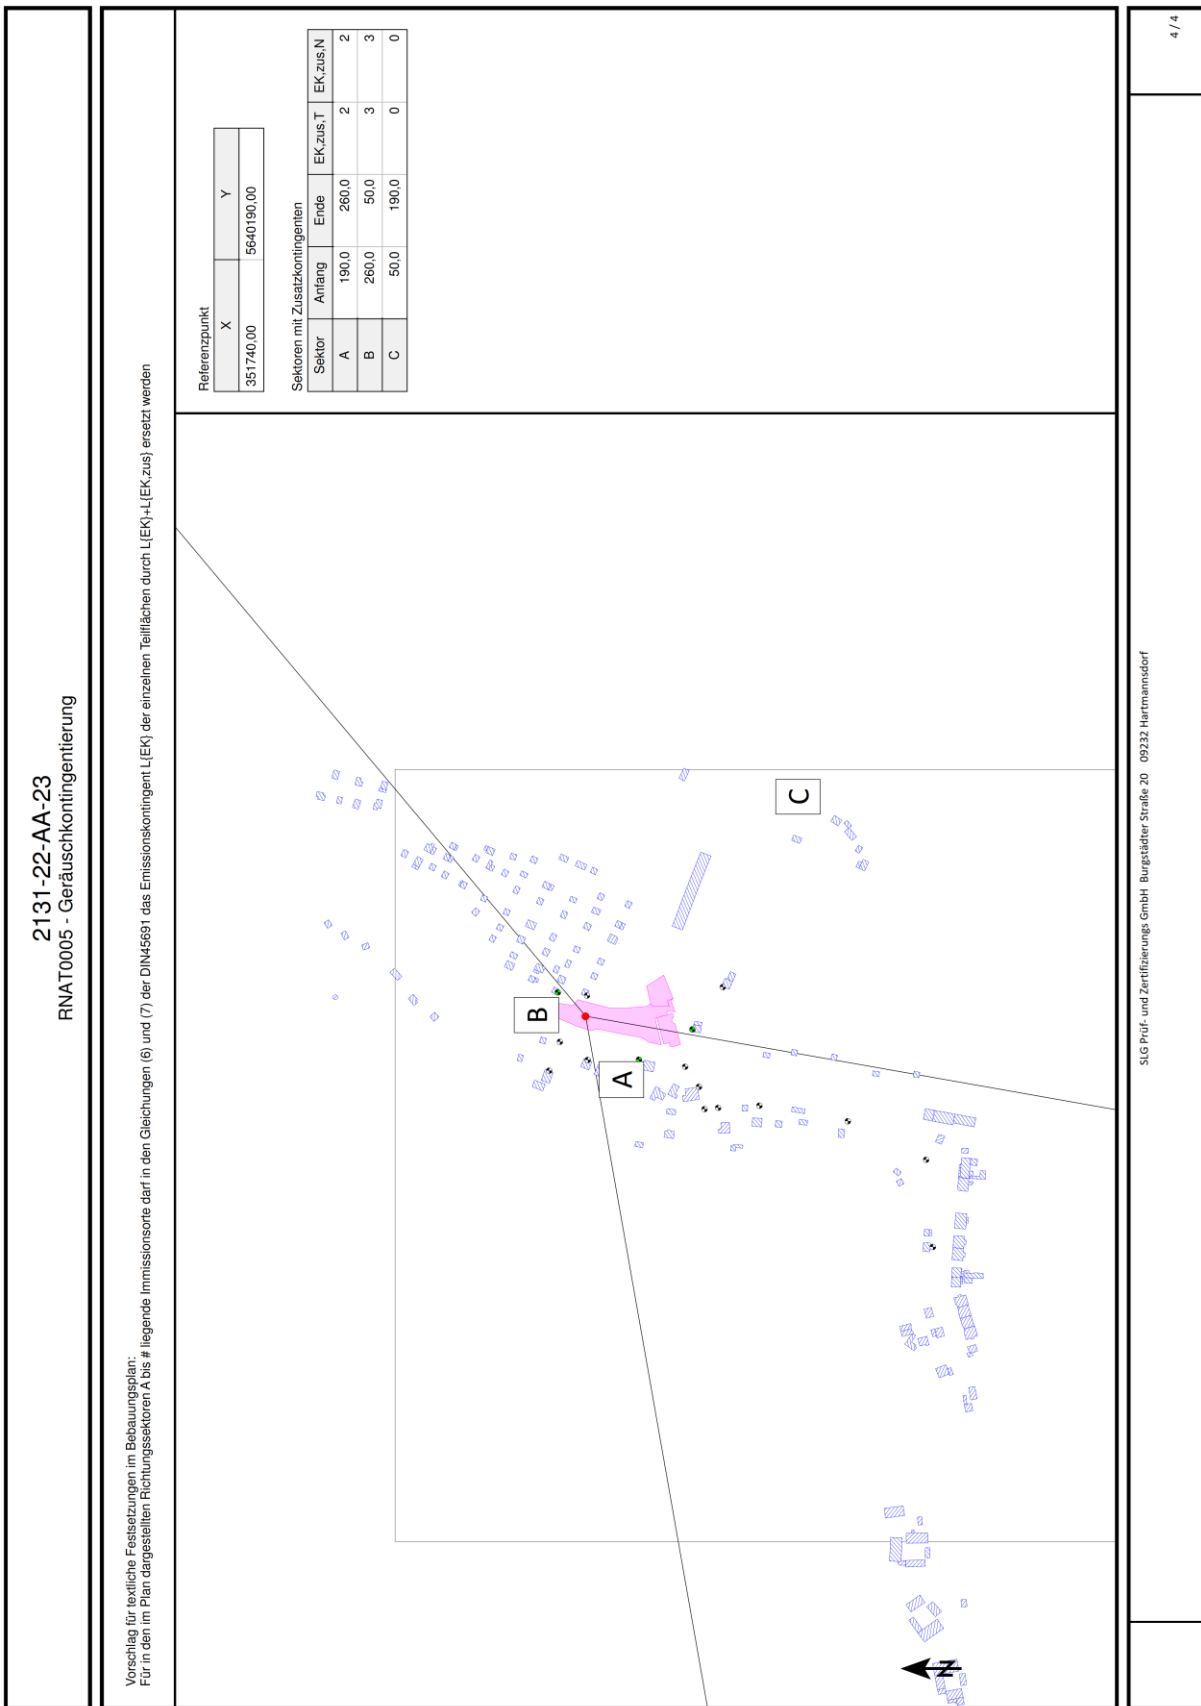 2131-22-AA-23
RNAT0005 - Geräuschkontingentierung
Vorschlag für textliche Festsetzungen im Bebauungsplan:
Für in den im Plan dargestellten Richtungssektoren A bis # liegende Immissionsorte darf in den Gleichungen (6) und (7) der DIN45691 das Emissionskontingent L{EK} der einzelnen Teilflächen durch L{EK}+L{EK,zus} ersetzt werden
Referenzpunkt
X Y
351740,00 5640190,00
Sektoren mit Zusatzkontingenten
Sektor Anfang Ende EK,zus,T EK,zus,N
A 190,0 260,0 2 2
B 260,0 50,0 3 3
C 50,0 190,0 0 0
B
A
C
N
SLG Prüf- und Zertifizierungs GmbH Burgstädter Straße 20 09232 Hartmannsdorf
4 / 4